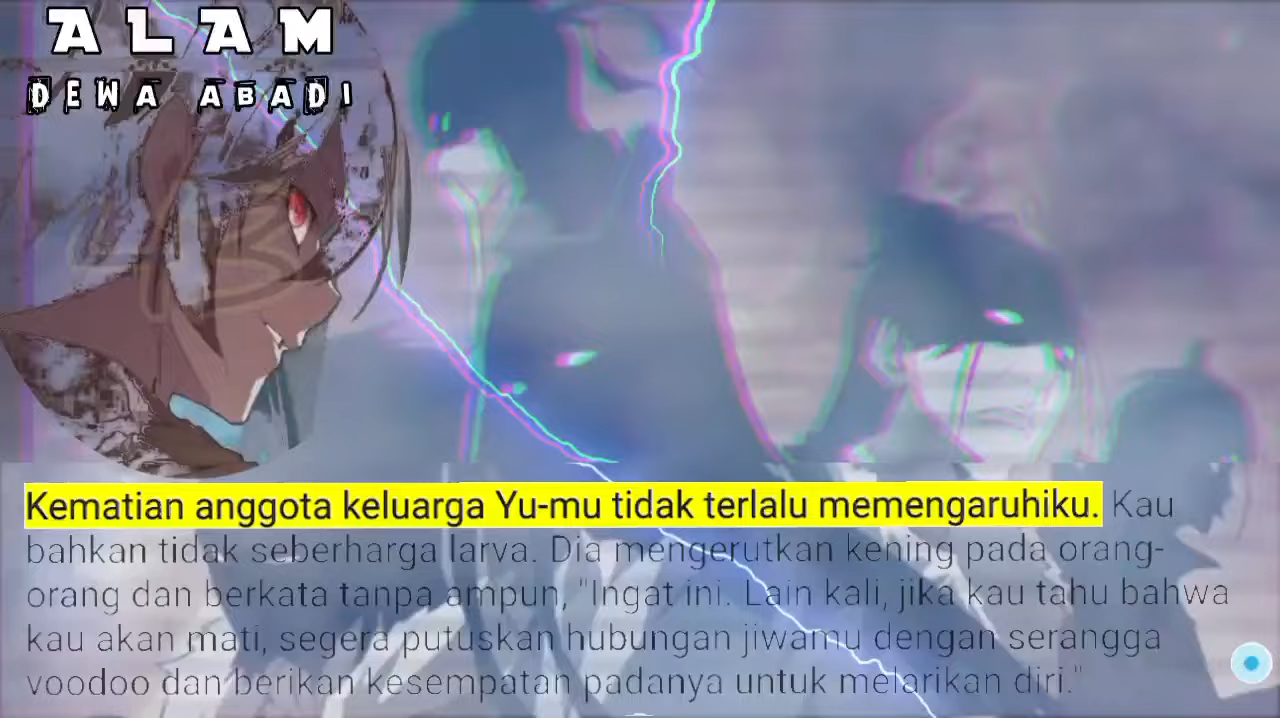 ALAM
DEWA ABADI
Kematian anggota keluarga Yu-mu tidak terlalu memengaruhiku. Kau
bahkan tidak seberharga larva. Dia mengerutkan kening pada orang-
orang dan berkata tanpa ampun, "Ingat ini. Lain kali, jika kau tahu bahwa
kau akan mati, segera putuskan hubungan jiwamu dengan serangga
voodoo dan berikan kesempatan padanya untuk melarikan diri."